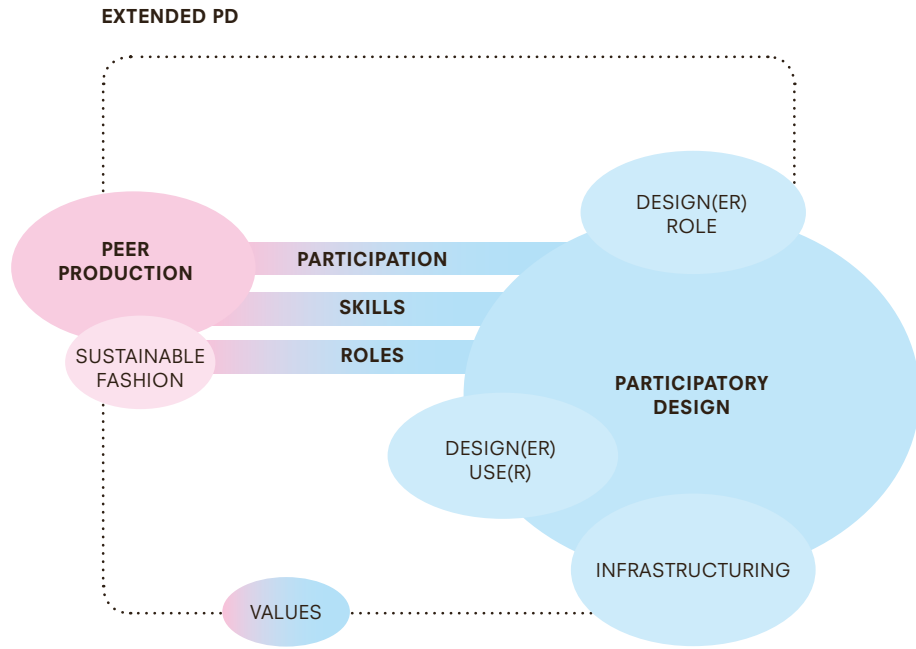 EXTENDED PD
DESIGN(ER)
ROLE
PEER
PRODUCTION
PARTICIPATION
SKILLS
ROLES
SUSTAINABLE
FASHION
PARTICIPATORY
DESIGN
DESIGN(ER)
USE(R)
INFRASTRUCTURING
VALUES